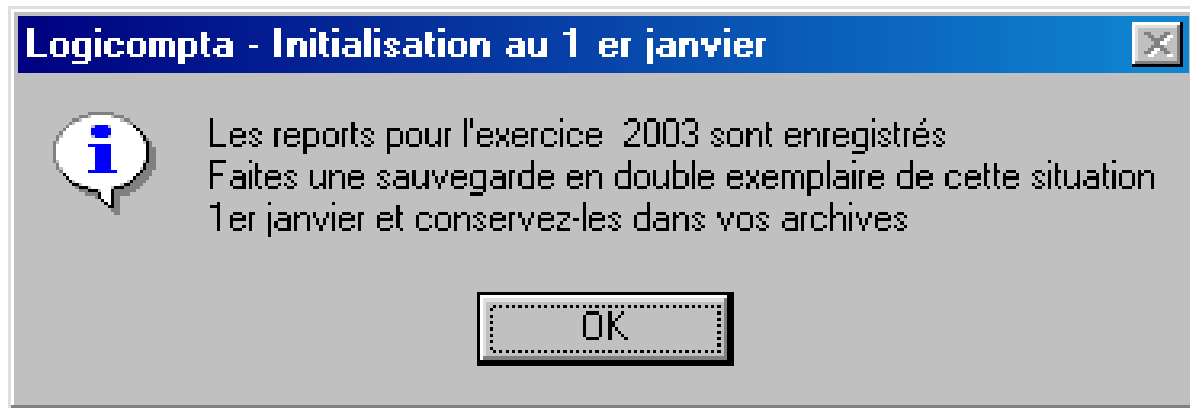 Logicompta - Initialisation au 1 er janvier
Les reports pour l'exercice  2003 sont enregistrés
Faites une sauvegarde en double exemplaire de cette situation
1er janvier et conservez-les dans vos archives
OK